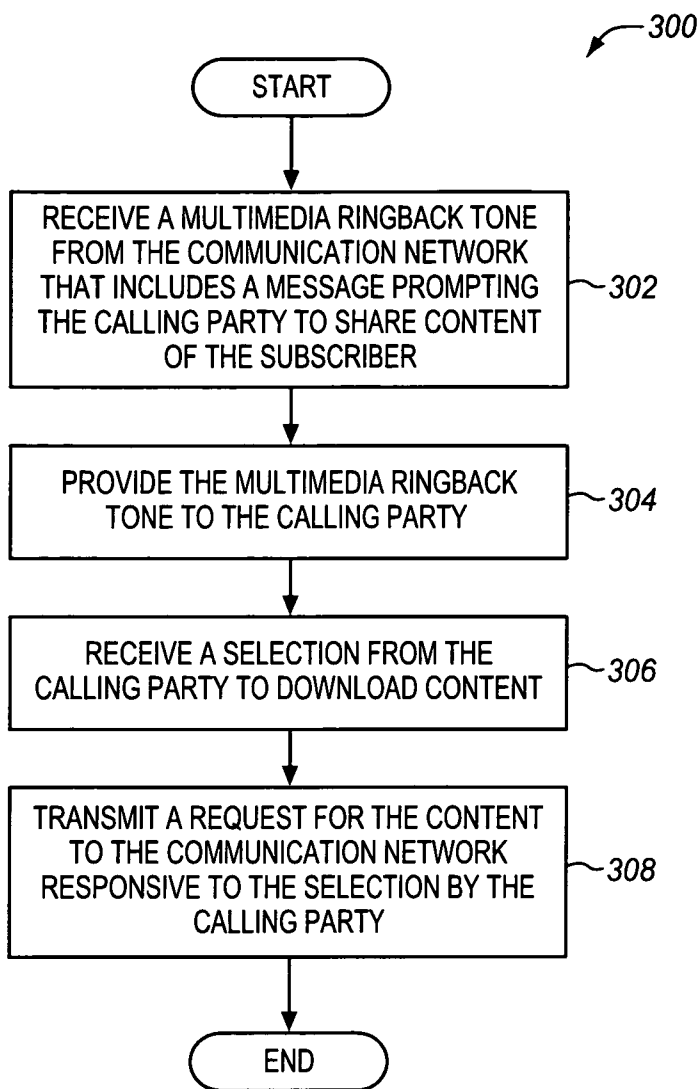 300
START
RECEIVE A MULTIMEDIA RINGBACK TONE
FROM THE COMMUNICATION NETWORK
THAT INCLUDES A MESSAGE PROMPTING
THE CALLING PARTY TO SHARE CONTENT
OF THE SUBSCRIBER
302
PROVIDE THE MULTIMEDIA RINGBACK
TONE TO THE CALLING PARTY
304
RECEIVE A SELECTION FROM THE
CALLING PARTY TO DOWNLOAD CONTENT
306
TRANSMIT A REQUEST FOR THE CONTENT
TO THE COMMUNICATION NETWORK
RESPONSIVE TO THE SELECTION BY THE
CALLING PARTY
308
END